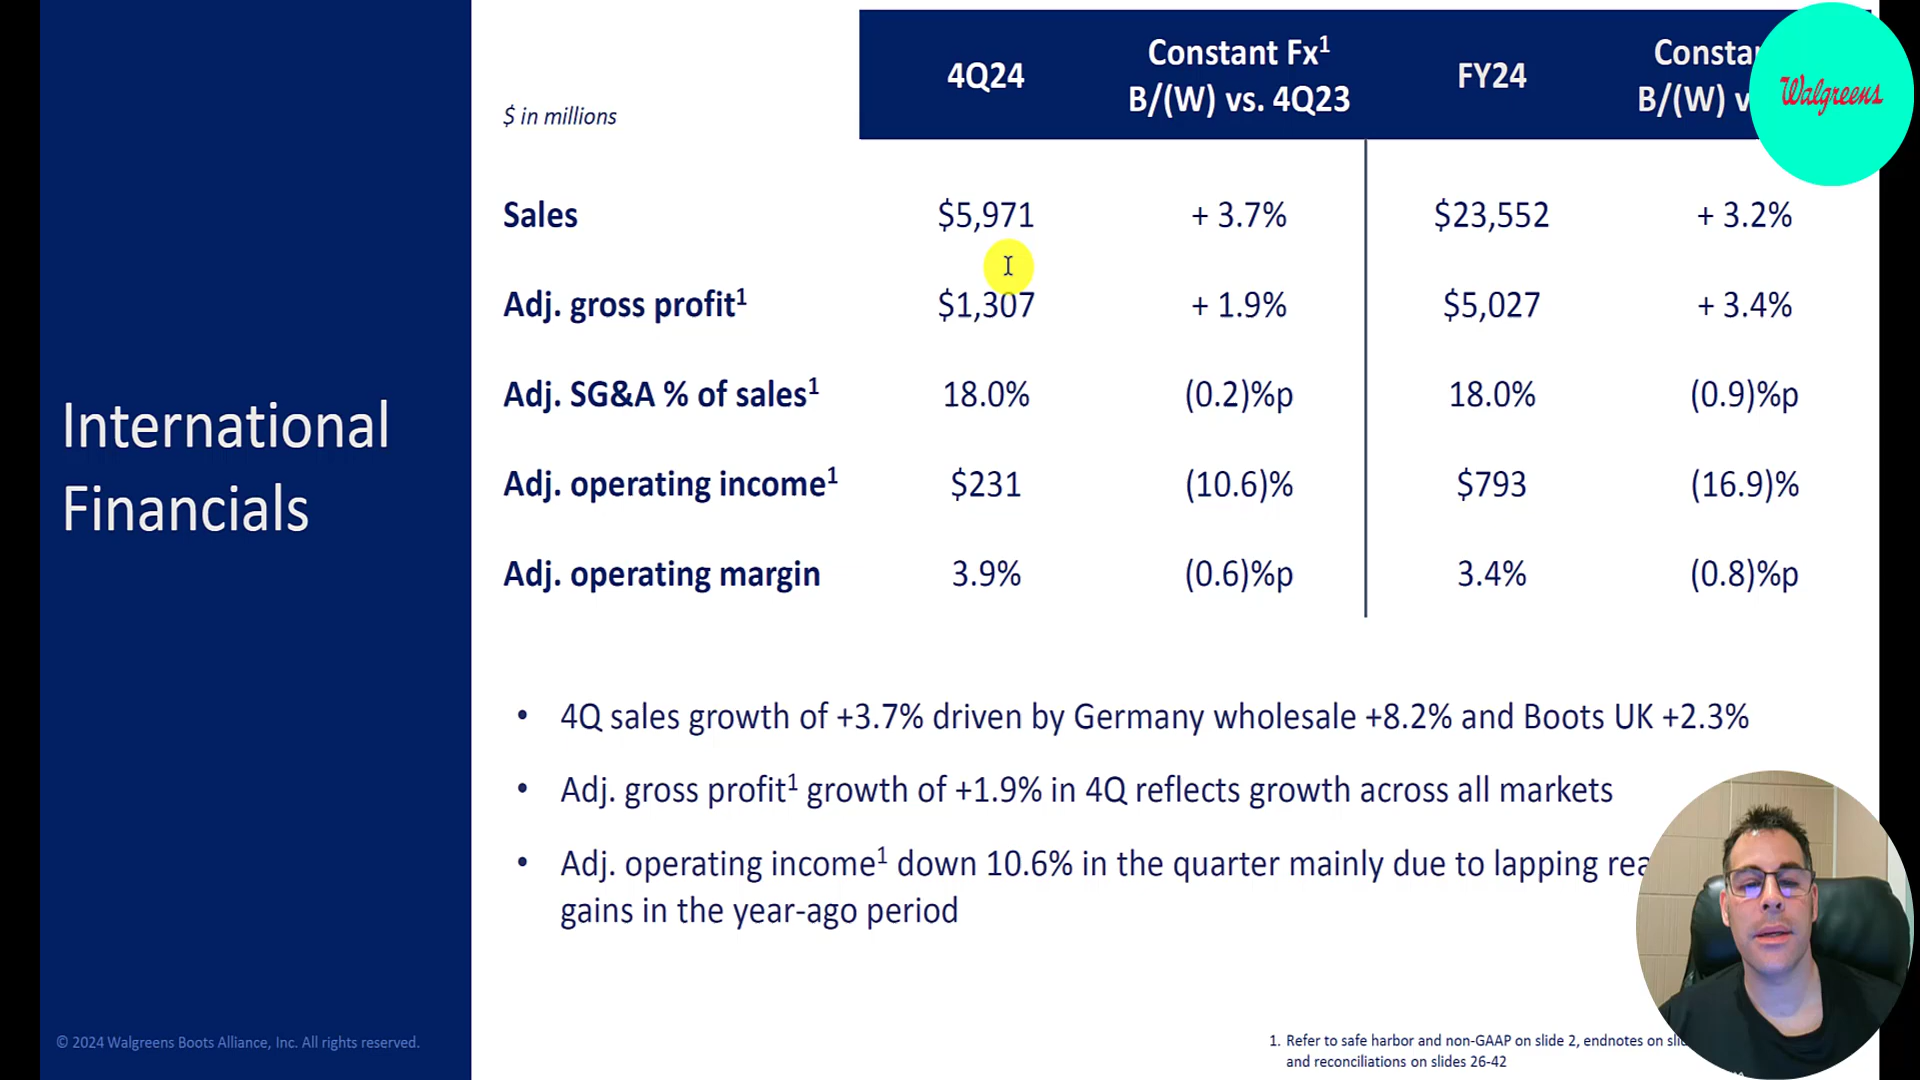 International
Financials
$ in millions
4Q24
Constant Fx1
B/(W) vs. 4Q23
FY24
B/(W)
Walgreens
Sales $5,971 + 3.7% $23,552 + 3.2%
Adj. gross profit1 $1,307 + 1.9% $5,027 + 3.4%
Adj. SG&A % of sales1 18.0% (0.2)%p 18.0% (0.9)%p
Adj. operating income1 $231 (10.6)% $793 (16.9)%
Adj. operating margin 3.9% (0.6)%p 3.4% (0.8)%p
• 4Q sales growth of +3.7% driven by Germany wholesale +8.2% and Boots UK +2.3%
• Adj. gross profit1 growth of +1.9% in 4Q reflects growth across all markets
• Adj. operating income1 down 10.6% in the quarter mainly due to lapping
gains in the year-ago period
1. Refer to safe harbor and non-GAAP on slide 2, endnotes on
and reconciliations on slides 26-42
© 2024 Walgreens Boots Alliance, Inc. All rights reserved.